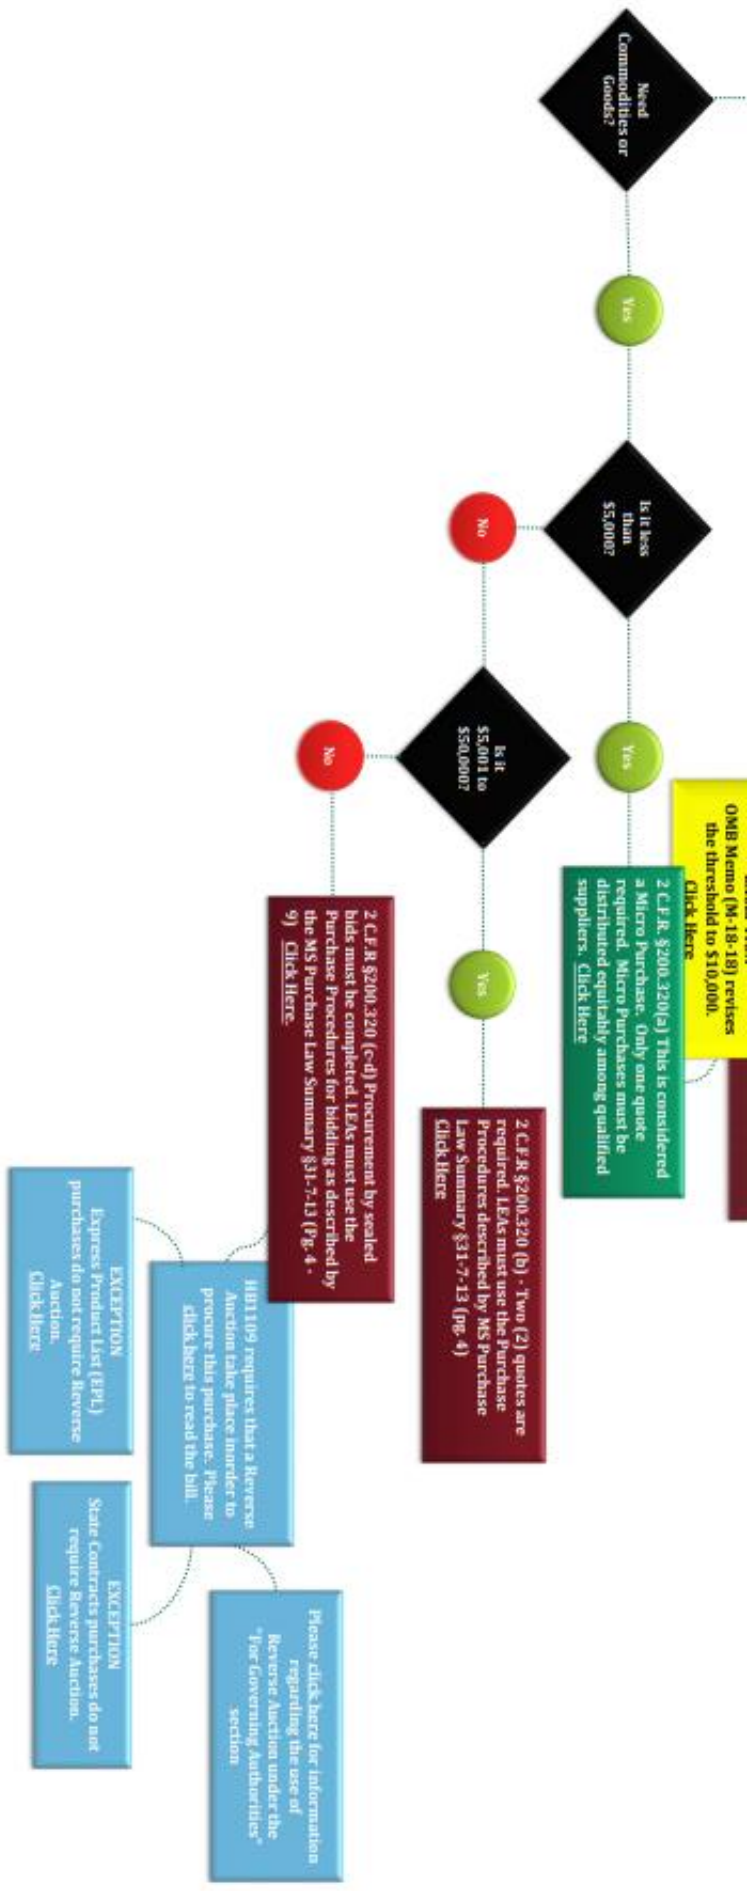 Need
Commodities or
Goods?
Yes
Is it less
than
$5,000?
Yes
OMB Memo (M-18-18) revises
the threshold to $10,000.
Click Here
2 C.F.R. §200.320(a) This is considered
a Micro Purchase. Only one quote
required. Micro Purchases must be
distributed equitably among qualified
suppliers. Click Here
No
Is it
$5,001 to
$50,000?
Yes
2 C.F.R §200.320 (b) - Two (2) quotes are
required. LEAs must use the Purchase
Procedures described by MS Purchase
Law Summary §31-7-13 (pg. 4)
Click Here
No
2 C.F.R §200.320 (c-d) Procurement by sealed
bids must be completed. LEAs must use the
Purchase Procedures for bidding as described by
the MS Purchase Law Summary §31-7-13 (Pg. 4 -
9) Click Here.
HB1109 requires that a Reverse
Auction take place inorder to
procure this purchase. Please
click here to read the bill.
Please click here for information
regarding the use of
Reverse Auction under the
"For Governing Authorities"
section
EXCEPTION
Express Product List (EPL)
purchases do not require Reverse
Auction.
Click Here
EXCEPTION
State Contracts purchases do not
require Reverse Auction.
Click Here